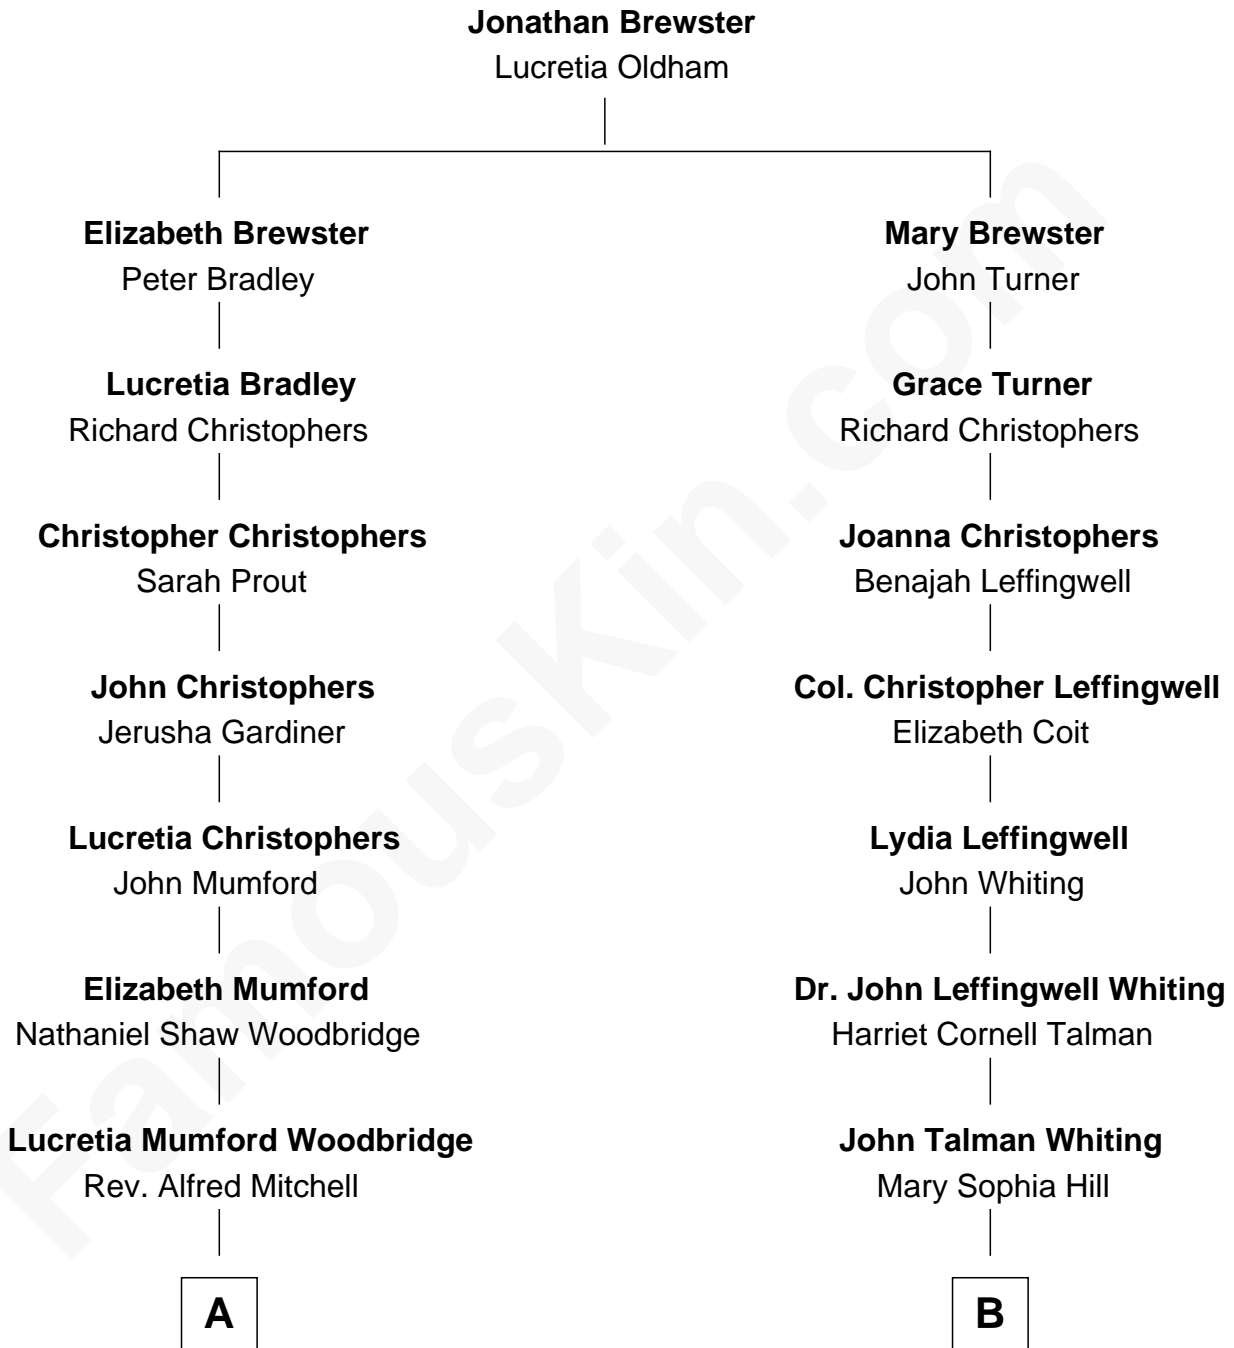 Jonathan Brewster
Lucretia Oldham
Elizabeth Brewster
Peter Bradley
Mary Brewster
John Turner
Lucretia Bradley
Richard Christophers
Grace Turner
Richard Christophers
Christopher Christophers
Sarah Prout
Joanna Christophers
Benajah Leffingwell
John Christophers
Jerusha Gardiner
Col. Christopher Leffingwell
Elizabeth Coit
Lucretia Christophers
John Mumford
Lydia Leffingwell
John Whiting
Elizabeth Mumford
Nathaniel Shaw Woodbridge
Dr. John Leffingwell Whiting
Harriet Cornell Talman
Lucretia Mumford Woodbridge
Rev. Alfred Mitchell
John Talman Whiting
Mary Sophia Hill
A
B
FamousKin.com